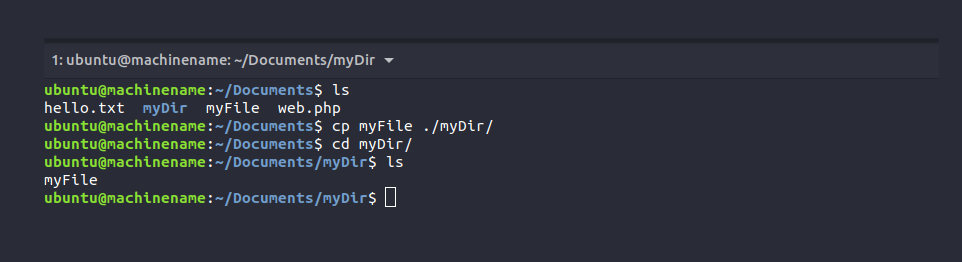 1: ubuntu@machinename: ~/Documents/myDir
ubuntu@machinename:~/Documents$ ls
hello.txt  myDir  myFile  web.php
ubuntu@machinename:~/Documents$ cp myFile ./myDir/
ubuntu@machinename:~/Documents$ cd myDir/
ubuntu@machinename:~/Documents/myDir$ ls
myFile
ubuntu@machinename:~/Documents/myDir$